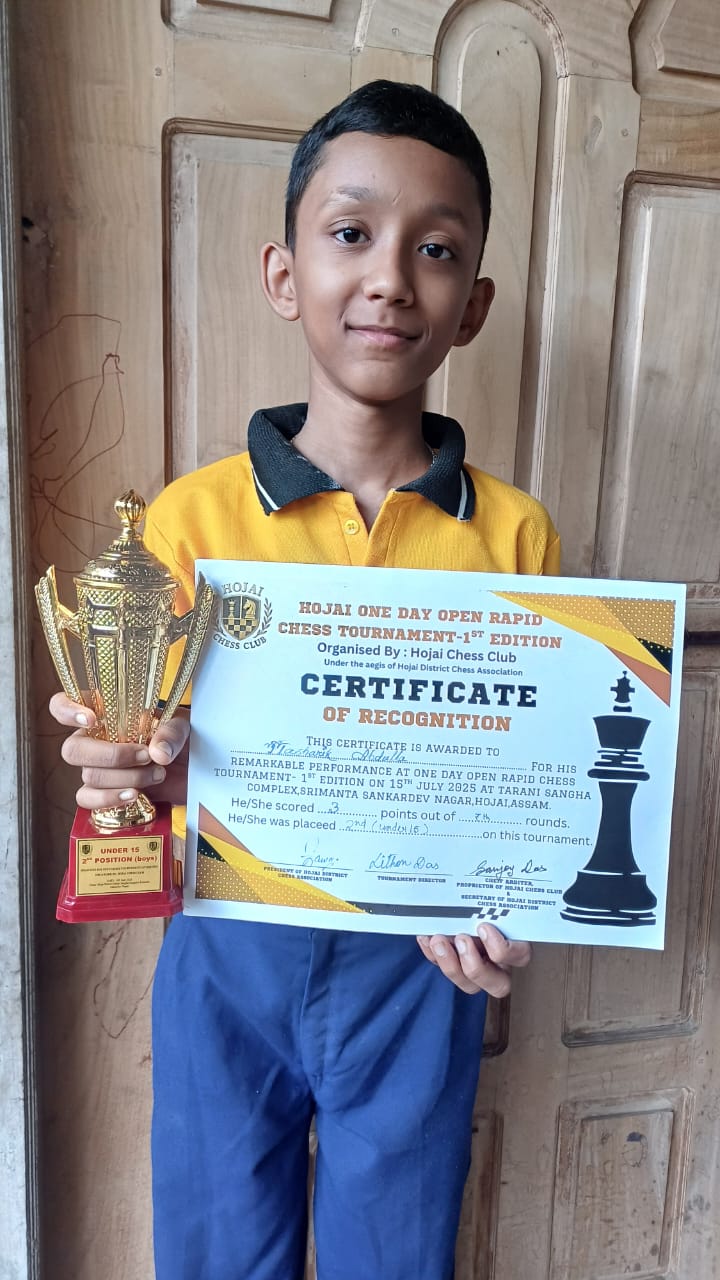 HOJAI
CHESS CLUB
HOJAI ONE DAY OPEN RAPID
CHESS TOURNAMENT-1ST EDITION
Organised By : Hojai Chess Club
Under the aegis of Hojai District Chess Association
CERTIFICATE
OF RECOGNITION
THIS CERTIFICATE IS AWARDED TO
Abdulla FOR HIS
REMARKABLE PERFORMANCE AT ONE DAY OPEN RAPID CHESS
TOURNAMENT- 1ST EDITION ON 15TH JULY 2025 AT TARANI SANGHA
COMPLEX,SRIMANTA SANKARDEV NAGAR,HOJAI,ASSAM.
He/She scored 3 points out of rounds.
He/She was placeed 2nd (under 15) on this tournament.
Lithon Das
Sanjoy Das
PRESIDENT OF HOJAI DISTRICT
CHESS ASSOCIATION
TOURNAMENT DIRECTOR
CHIEF ARBITER,
PROPRIETOR OF HOJAI CHESS CLUB
&
SECRETARY OF HOJAI DISTRICT
CHESS ASSOCIATION
UNDER 15
2nd POSITION (boys)